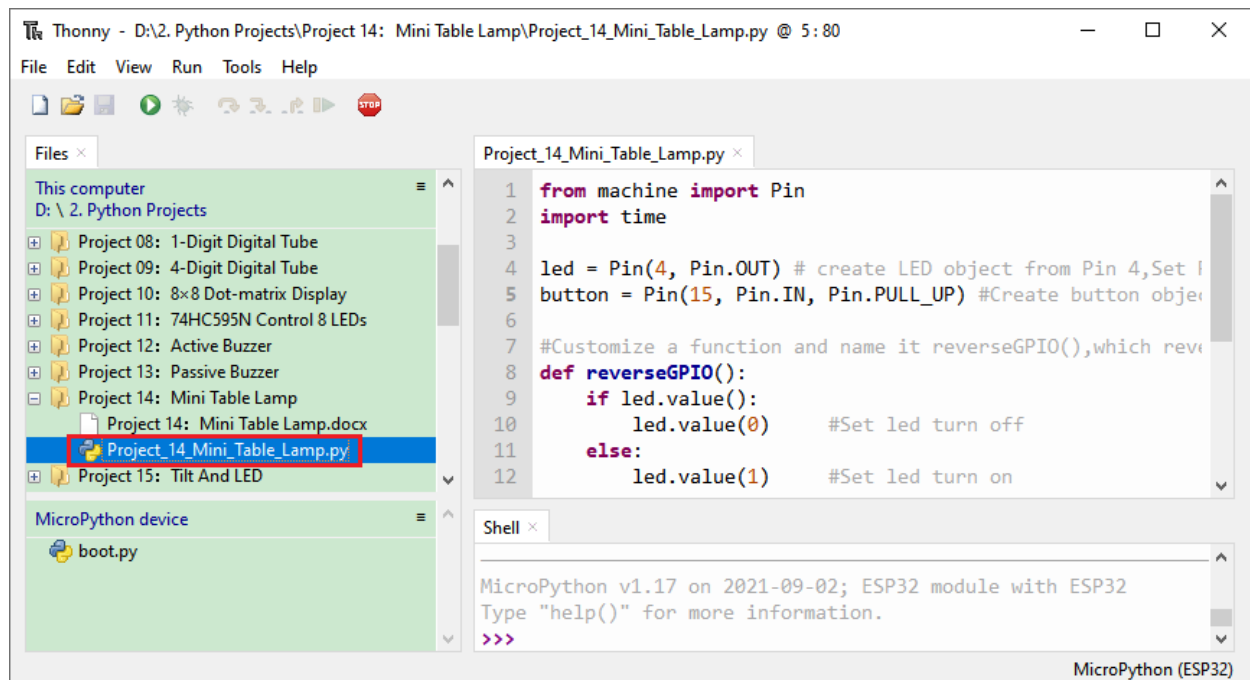 Thonny - D:\2. Python Projects\Project 14： Mini Table Lamp\Project_14_Mini_Table_Lamp.py @ 5:80
File Edit View Run Tools Help
STOP
Files
This computer
D: \ 2. Python Projects
Project 08：1-Digit Digital Tube
Project 09：4-Digit Digital Tube
Project 10：8×8 Dot-matrix Display
Project 11：74HC595N Control 8 LEDs
Project 12：Active Buzzer
Project 13：Passive Buzzer
Project 14：Mini Table Lamp
Project 14：Mini Table Lamp.docx
Project_14_Mini_Table_Lamp.py
Project 15：Tilt And LED
MicroPython device
boot.py
Project_14_Mini_Table_Lamp.py
1 from machine import Pin
2 import time
3
4 led = Pin(4, Pin.OUT) # create LED object from Pin 4,Set
5 button = Pin(15, Pin.IN, Pin.PULL_UP) #Create button obje
6
7 #Customize a function and name it reverseGPIO(),which reve
8 def reverseGPIO():
9 if led.value():
10 led.value(0) #Set led turn off
11 else:
12 led.value(1) #Set led turn on
Shell
MicroPython v1.17 on 2021-09-02; ESP32 module with ESP32
Type "help()" for more information.
>>>
MicroPython (ESP32)